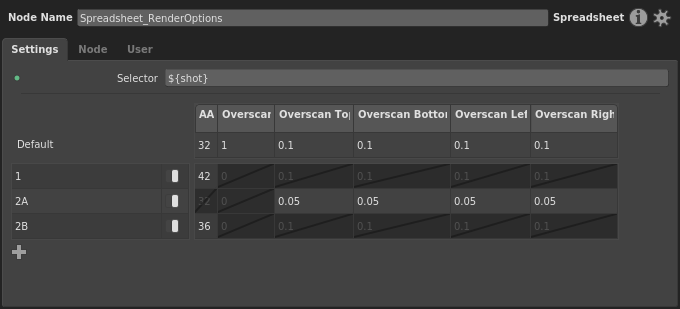 Node Name Spreadsheet_RenderOptions Spreadsheet
Settings Node User
Selector ${shot}
AA Overscan Overscan Top Overscan Bottom Overscan Left Overscan Righ
Default 32 1 0.1 0.1 0.1 0.1
1 42 0 0.1 0.1 0.1 0.1
2A 32 0 0.05 0.05 0.05 0.05
2B 36 0 0.1 0.1 0.1 0.1